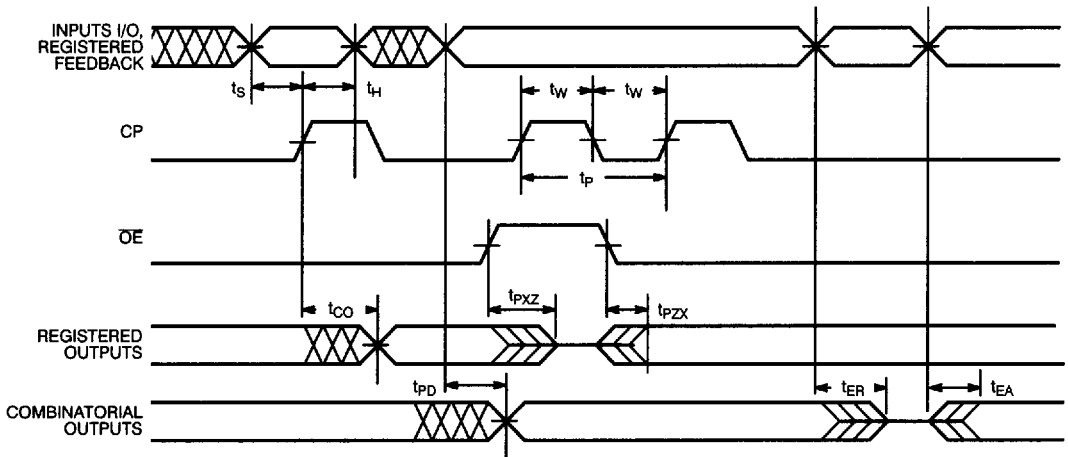 INPUTS I/O,
REGISTERED
FEEDBACK
tS
tH
tW
tW
CP
tP
OE
tCO
tPXZ
tPZX
REGISTERED
OUTPUTS
tPD
tER
tEA
COMBINATORIAL
OUTPUTS